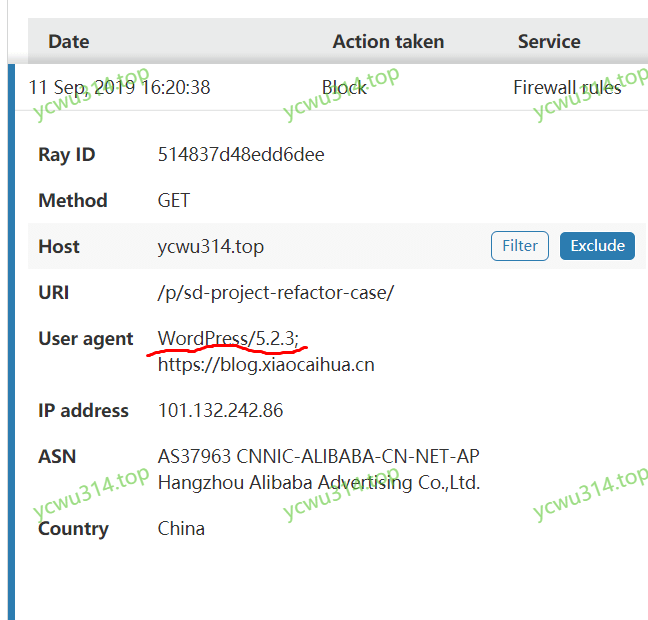 Date Action taken Service
11 Sep, 2019 16:20:38 Block Firewall rules
ycwu314.top ycwu314.top ycwu314.top
Ray ID 514837d48edd6dee
Method GET
Host ycwu314.top Filter Exclude
URI /p/sd-project-refactor-case/
User agent WordPress/5.2.3;
https://blog.xiaocaihua.cn
IP address 101.132.242.86
ASN AS37963 CNNIC-ALIBABA-CN-NET-AP
Hangzhou Alibaba Advertising Co.,Ltd.
ycwu314.top ycwu314.top ycwu314.top
Country China